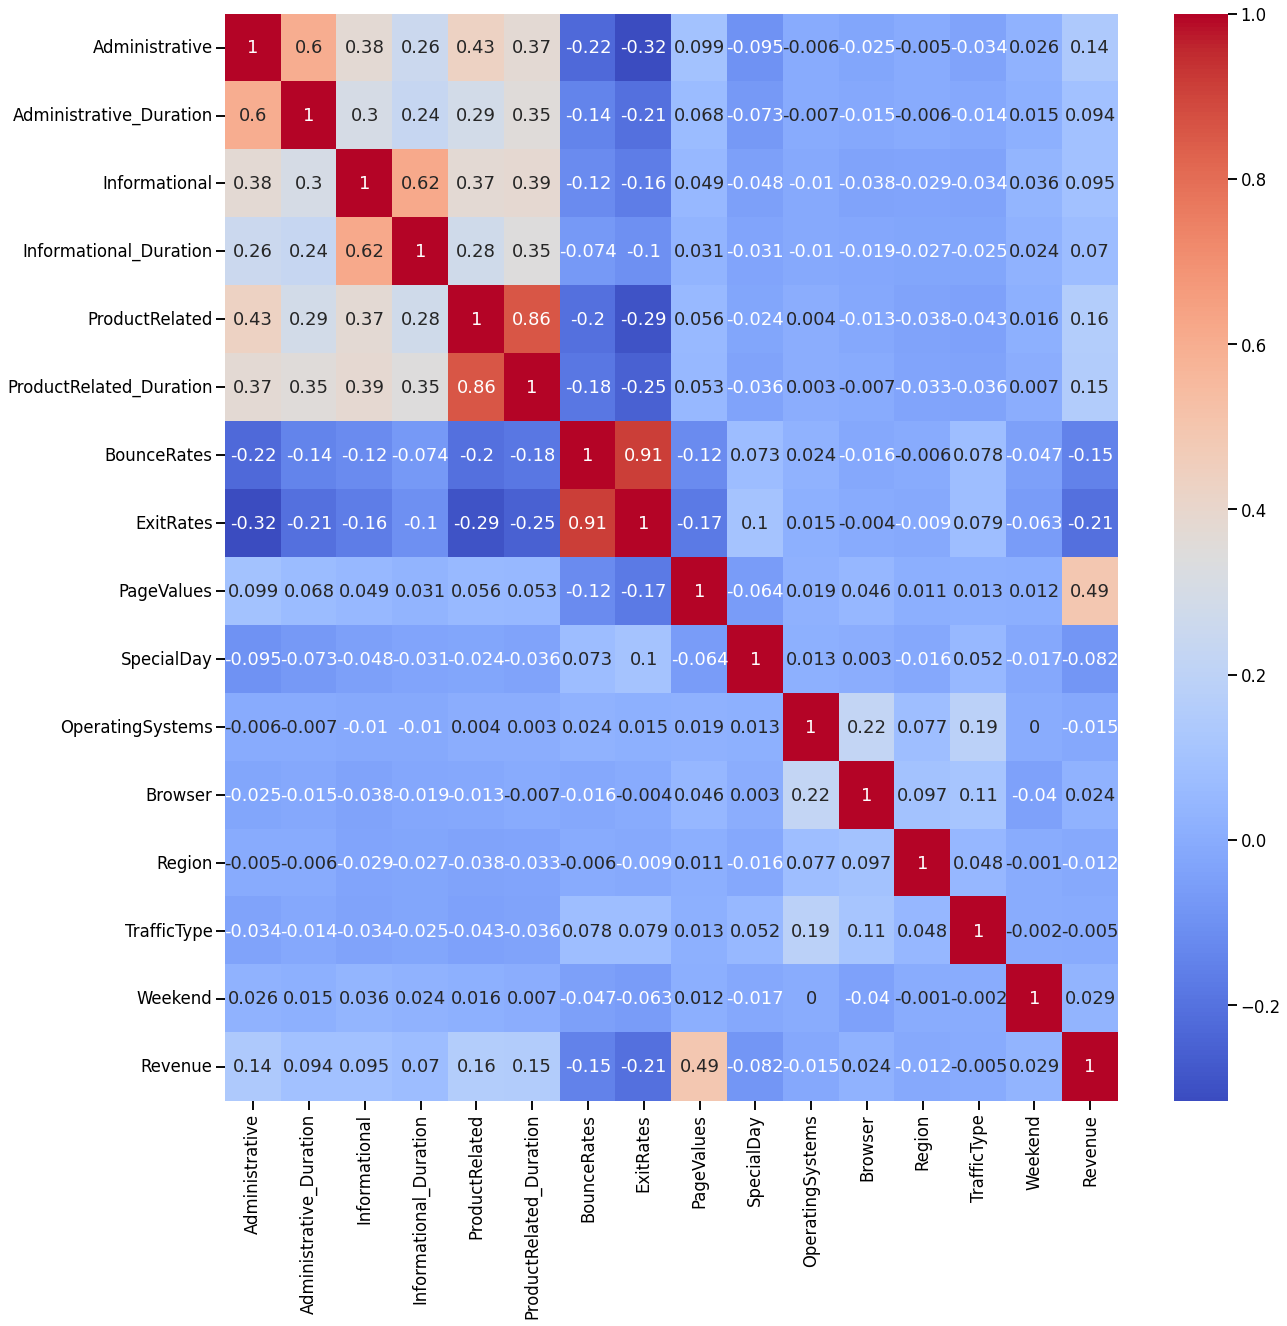 Administrative 1 0.6 0.38 0.26 0.43 0.37 -0.22 -0.32 0.099 -0.095 -0.006 -0.025 -0.005 -0.034 0.026 0.14
Administrative_Duration 0.6 1 0.3 0.24 0.29 0.35 -0.14 -0.21 0.068 -0.073 -0.007 -0.015 -0.006 -0.014 0.015 0.094
Informational 0.38 0.3 1 0.62 0.37 0.39 -0.12 -0.16 0.049 -0.048 -0.01 -0.038 -0.029 -0.034 0.036 0.095
Informational_Duration 0.26 0.24 0.62 1 0.28 0.35 -0.074 -0.1 0.031 -0.031 -0.01 -0.019 -0.027 -0.025 0.024 0.07
ProductRelated 0.43 0.29 0.37 0.28 1 0.86 -0.2 -0.29 0.056 -0.024 0.004 -0.013 -0.038 -0.043 0.016 0.16
ProductRelated_Duration 0.37 0.35 0.39 0.35 0.86 1 -0.18 -0.25 0.053 -0.036 0.003 -0.007 -0.033 -0.036 0.007 0.15
BounceRates -0.22 -0.14 -0.12 -0.074 -0.2 -0.18 1 0.91 -0.12 0.073 0.024 -0.016 -0.006 0.078 -0.047 -0.15
ExitRates -0.32 -0.21 -0.16 -0.1 -0.29 -0.25 0.91 1 -0.17 0.1 0.015 -0.004 -0.009 0.079 -0.063 -0.21
PageValues 0.099 0.068 0.049 0.031 0.056 0.053 -0.12 -0.17 1 -0.064 0.019 0.046 0.011 0.013 0.012 0.49
SpecialDay -0.095 -0.073 -0.048 -0.031 -0.024 -0.036 0.073 0.1 -0.064 1 0.013 0.003 -0.016 0.052 -0.017 -0.082
OperatingSystems -0.006 -0.007 -0.01 -0.01 0.004 0.003 0.024 0.015 0.019 0.013 1 0.22 0.077 0.19 0 -0.015
Browser -0.025 -0.015 -0.038 -0.019 -0.013 -0.007 -0.016 -0.004 0.046 0.003 0.22 1 0.097 0.11 -0.04 0.024
Region -0.005 -0.006 -0.029 -0.027 -0.038 -0.033 -0.006 -0.009 0.011 -0.016 0.077 0.097 1 0.048 -0.001 -0.012
TrafficType -0.034 -0.014 -0.034 -0.025 -0.043 -0.036 0.078 0.079 0.013 0.052 0.19 0.11 0.048 1 -0.002 -0.005
Weekend 0.026 0.015 0.036 0.024 0.016 0.007 -0.047 -0.063 0.012 -0.017 0 -0.04 -0.001 -0.002 1 0.029
Revenue 0.14 0.094 0.095 0.07 0.16 0.15 -0.15 -0.21 0.49 -0.082 -0.015 0.024 -0.012 -0.005 0.029 1
Administrative
Administrative_Duration
Informational
Informational_Duration
ProductRelated
ProductRelated_Duration
BounceRates
ExitRates
PageValues
SpecialDay
OperatingSystems
Browser
Region
TrafficType
Weekend
Revenue
1.0
0.8
0.6
0.4
0.2
0.0
−0.2